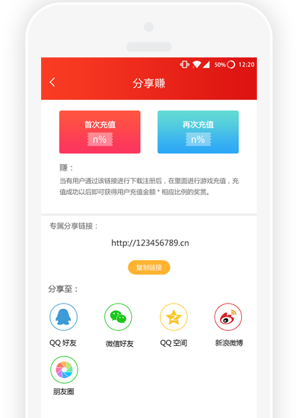 50% 12:20
分享赚
首次充值
再次充值
n%
n%
赚：
当有用户通过该链接进行下载注册后，在里面进行游戏充值，充
值成功以后即可获得用户充值金额 * 相应比例的奖赏。
专属分享链接：
http://123456789.cn
复制链接
分享至：
QQ 好友
微信好友
QQ 空间
新浪微博
朋友圈